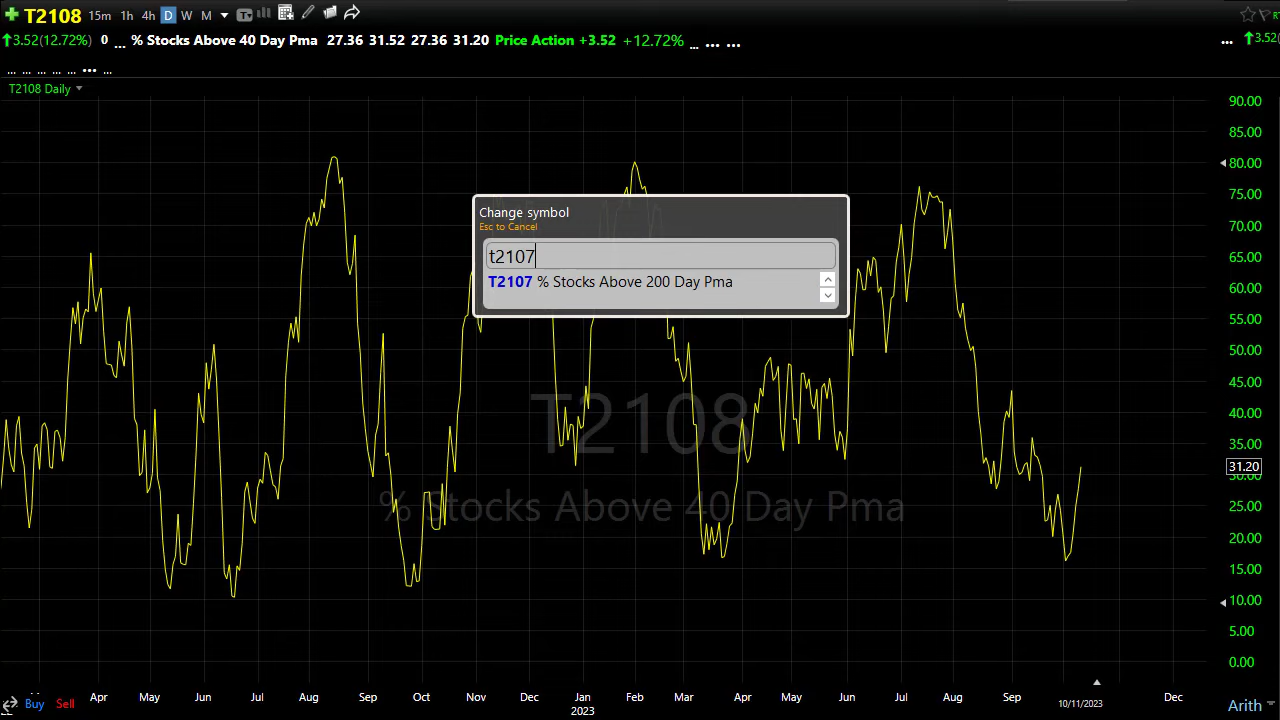 T2108 15m 1h 4h D W M T RT
3.52(12.72%) 0 ... % Stocks Above 40 Day Pma 27.36 31.52 27.36 31.20 Price Action +3.52 +12.72% ... ... ... ... 3.52(
... ... ... ... ... ... ...
T2108 Daily
90.00
85.00
80.00
75.00
Change symbol
70.00
Esc to Cancel
t2107
65.00
T2107 % Stocks Above 200 Day Pma
60.00
55.00
50.00
45.00
T2108
40.00
35.00
31.20
30.00
% Stocks Above 40 Day Pma
25.00
20.00
15.00
10.00
5.00
0.00
Apr May Jun Jul Aug Sep Oct Nov Dec Jan Feb Mar Apr May Jun Jul Aug Sep Dec
Buy Sell 2023 10/11/2023 Arith